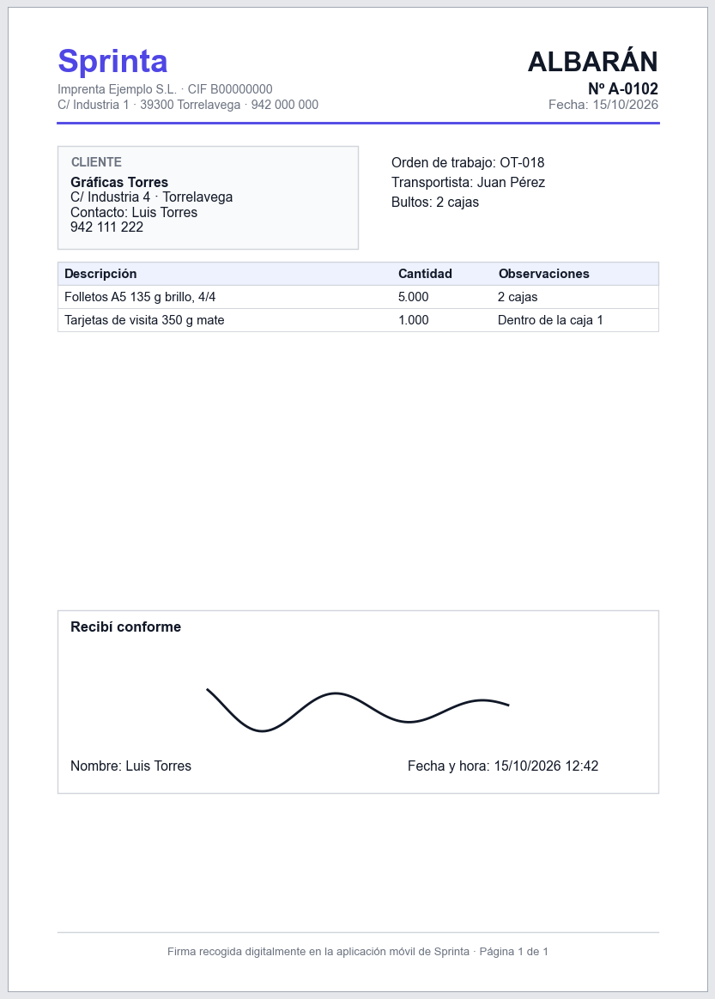 Sprinta
ALBARÁN
Imprenta Ejemplo S.L. · CIF B00000000
Nº A-0102
C/ Industria 1 · 39300 Torrelavega · 942 000 000
Fecha: 15/10/2026
CLIENTE
Gráficas Torres
C/ Industria 4 · Torrelavega
Contacto: Luis Torres
942 111 222
Orden de trabajo: OT-018
Transportista: Juan Pérez
Bultos: 2 cajas
Descripción Cantidad Observaciones
Folletos A5 135 g brillo, 4/4 5.000 2 cajas
Tarjetas de visita 350 g mate 1.000 Dentro de la caja 1
Recibí conforme
Nombre: Luis Torres Fecha y hora: 15/10/2026 12:42
Firma recogida digitalmente en la aplicación móvil de Sprinta · Página 1 de 1